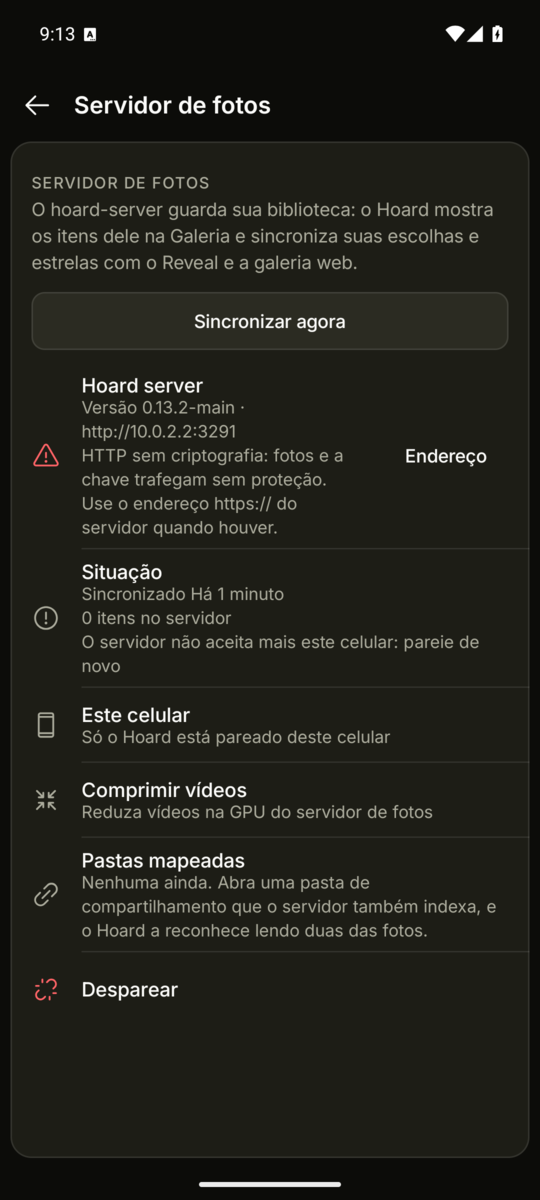 9:13 A
Servidor de fotos
SERVIDOR DE FOTOS
O hoard-server guarda sua biblioteca: o Hoard mostra
os itens dele na Galeria e sincroniza suas escolhas e
estrelas com o Reveal e a galeria web.
Sincronizar agora
Hoard server
Versão 0.13.2-main ·
http://10.0.2.2:3291
HTTP sem criptografia: fotos e a
chave trafegam sem proteção.
Use o endereço https:// do
servidor quando houver.
Endereço
Situação
Sincronizado Há 1 minuto
0 itens no servidor
O servidor não aceita mais este celular: pareie de
novo
Este celular
Só o Hoard está pareado deste celular
Comprimir vídeos
Reduza vídeos na GPU do servidor de fotos
Pastas mapeadas
Nenhuma ainda. Abra uma pasta de
compartilhamento que o servidor também indexa, e
o Hoard a reconhece lendo duas das fotos.
Desparear